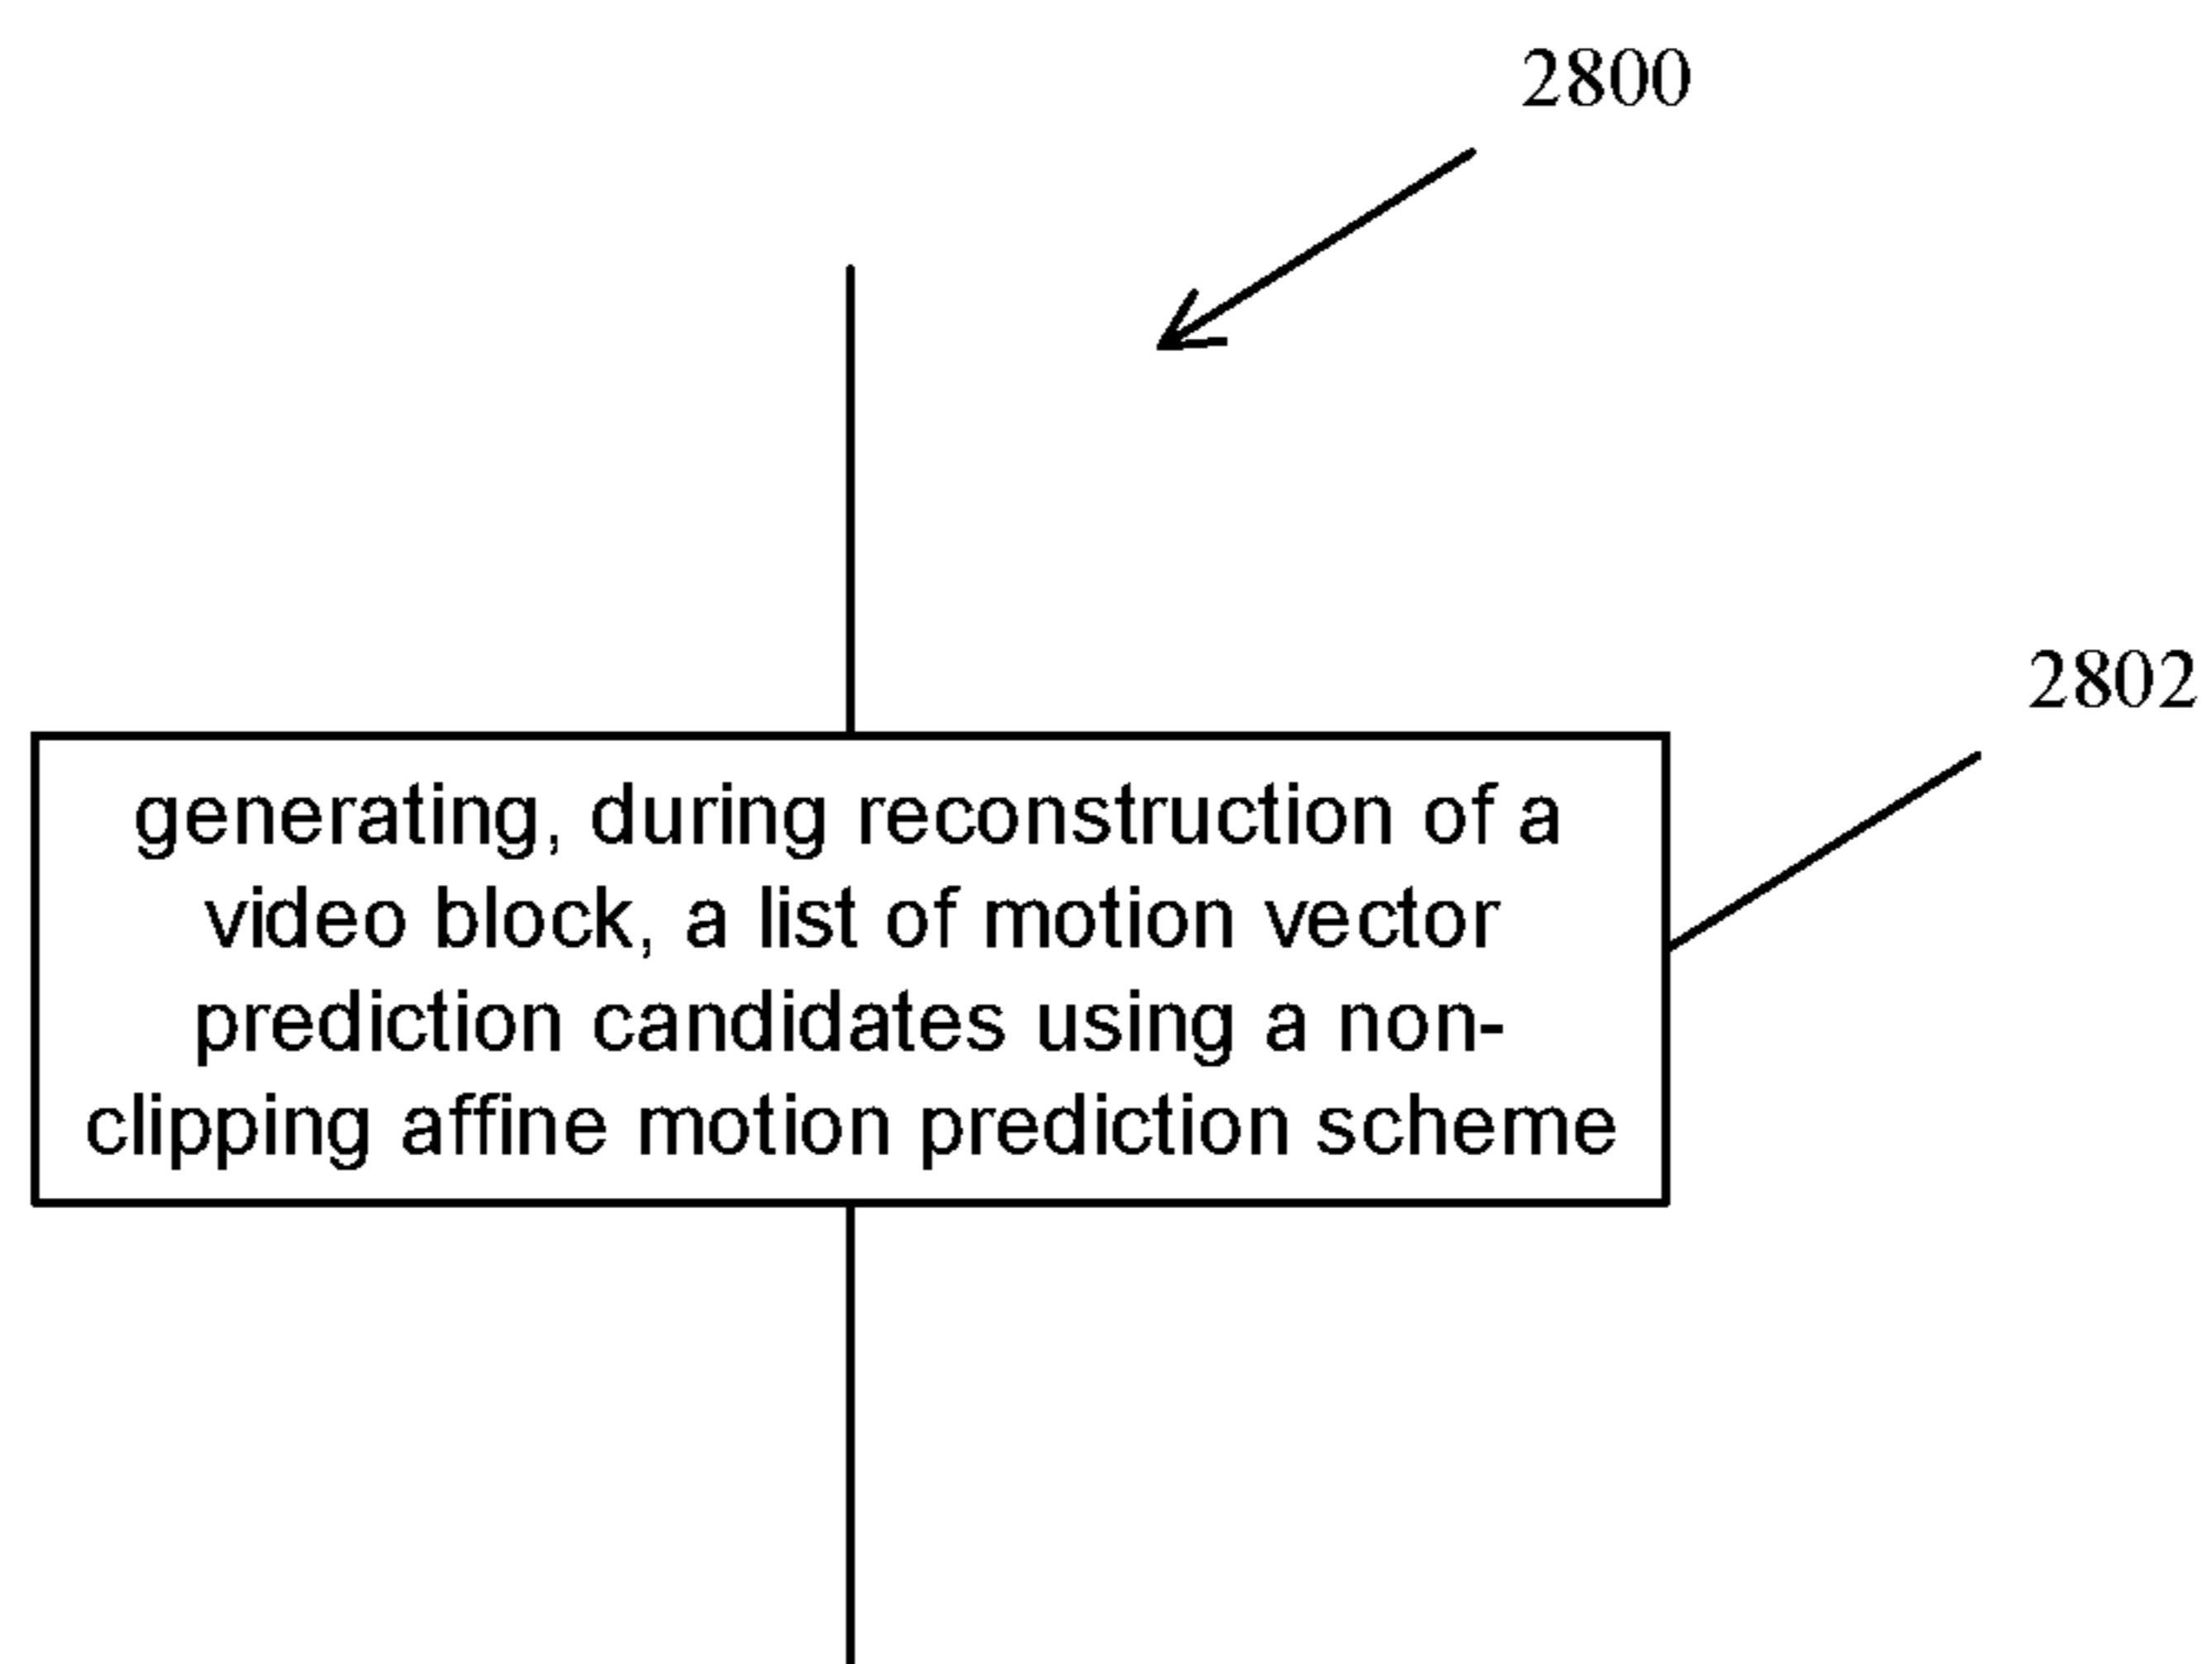 2800
2802
generating, during reconstruction of a
video block, a list of motion vector
prediction candidates using a non-
clipping affine motion prediction scheme